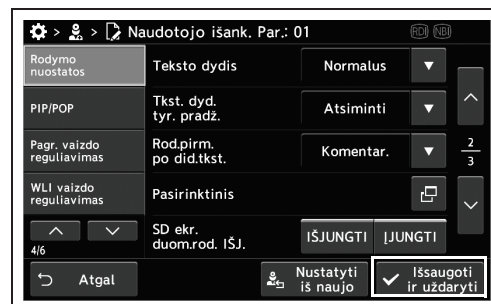 > > Naudotojo išank. Par.: 01 RDI NBI
Rodymo
nuostatos
Teksto dydis
Normalus
PIP/POP
Tkst. dyd.
tyr. pradž.
Atsiminti
Pagr. vaizdo
reguliavimas
Rod.pirm.
po did.tkst.
Komentar.
2
3
WLI vaizdo
reguliavimas
Pasirinktinis
4/6
SD ekr.
duom.rod. IŠJ.
IŠJUNGTI
ĮJUNGTI
Atgal
Nustatyti
iš naujo
Išsaugoti
ir uždaryti